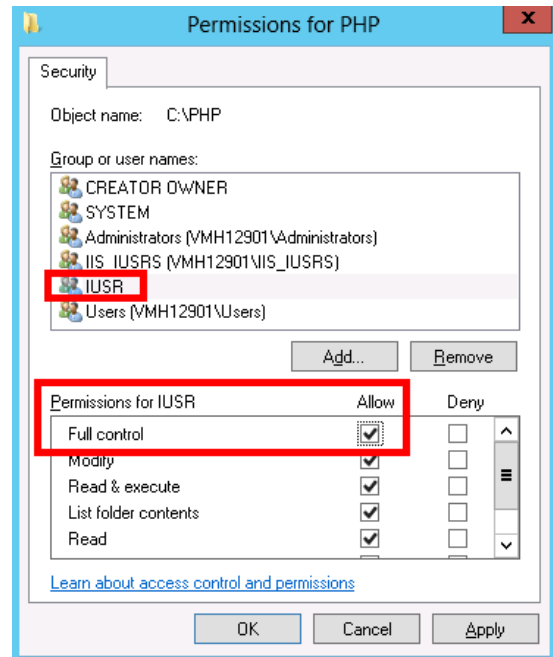 Permissions for PHP
x
Security
Object name: C:\PHP
Group or user names:
CREATOR OWNER
SYSTEM
Administrators (VMH12901\Administrators)
IIS_IUSRS (VMH12901\IIS_IUSRS)
IUSR
Users (VMH12901\Users)
Add... Remove
Permissions for IUSR Allow Deny
Full control
Modify
Read & execute
List folder contents
Read
Learn about access control and permissions
OK Cancel Apply